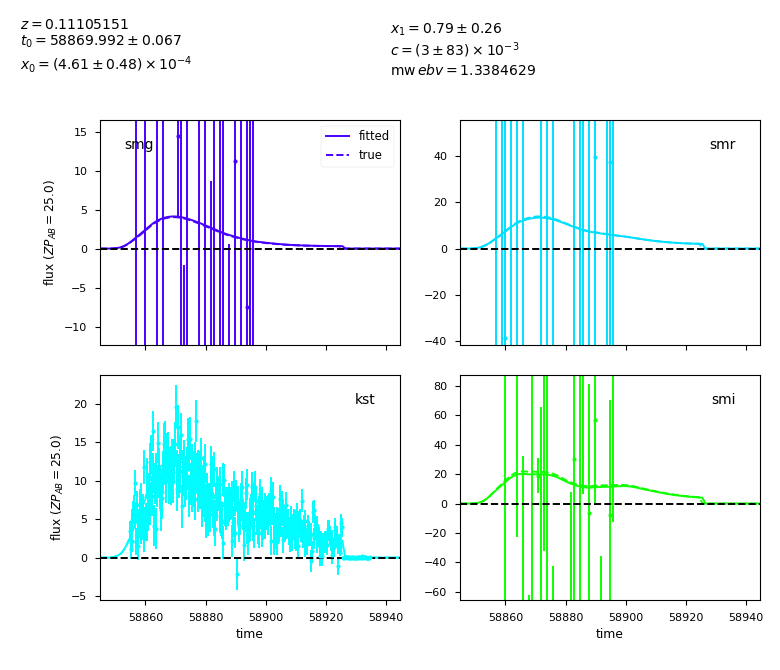 z = 0.11105151
t₀ = 58869.992 ± 0.067
x₀ = (4.61 ± 0.48) × 10⁻⁴
x₁ = 0.79 ± 0.26
c = (3 ± 83) × 10⁻³
mw ebv = 1.3384629
smg
fitted
true
15
10
5
0
−5
−10
flux (ZP_AB = 25.0)
smr
40
20
0
−20
−40
kst
20
15
10
5
0
−5
flux (ZP_AB = 25.0)
58860 58880 58900 58920 58940
time
smi
80
60
40
20
0
−20
−40
−60
58860 58880 58900 58920 58940
time